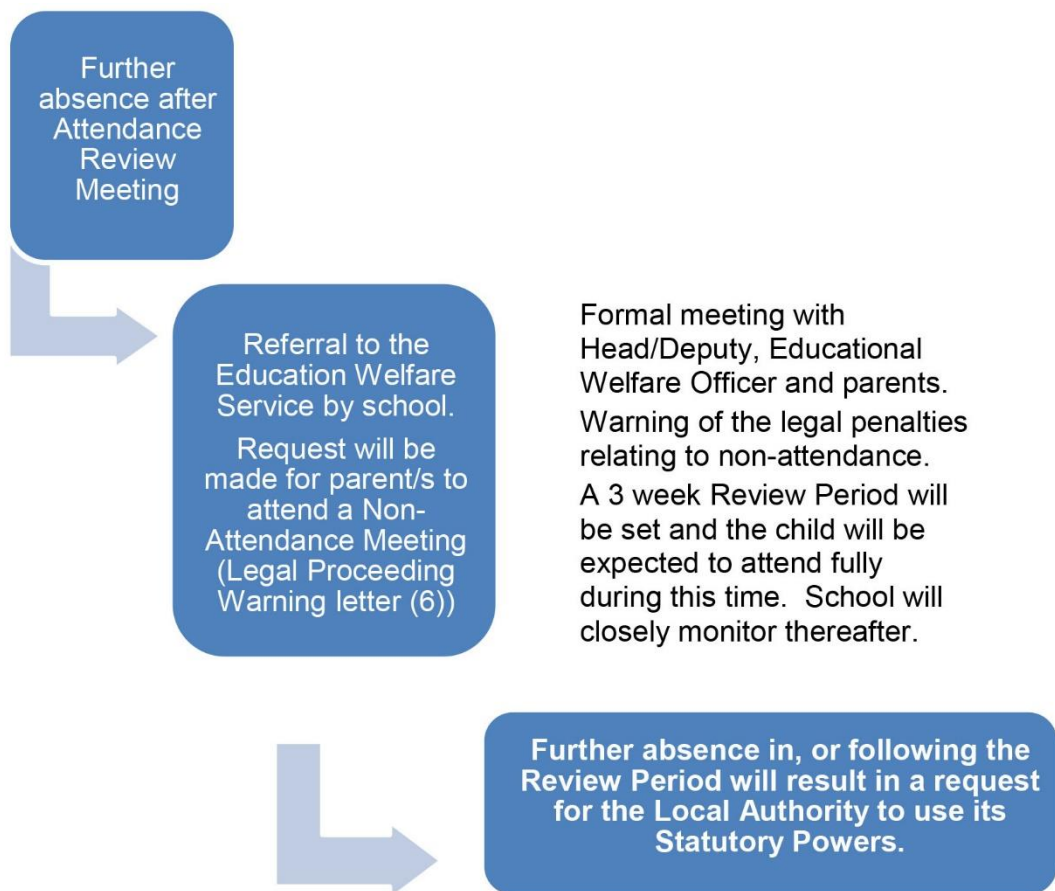 Further
absence after
Attendance
Review
Meeting
Referral to the
Education Welfare
Service by school.
Request will be
made for parent/s to
attend a Non-
Attendance Meeting
(Legal Proceeding
Warning letter (6))
Formal meeting with
Head/Deputy, Educational
Welfare Officer and parents.
Warning of the legal penalties
relating to non-attendance.
A 3 week Review Period will
be set and the child will be
expected to attend fully
during this time.  School will
closely monitor thereafter.
Further absence in, or following the
Review Period will result in a request
for the Local Authority to use its
Statutory Powers.